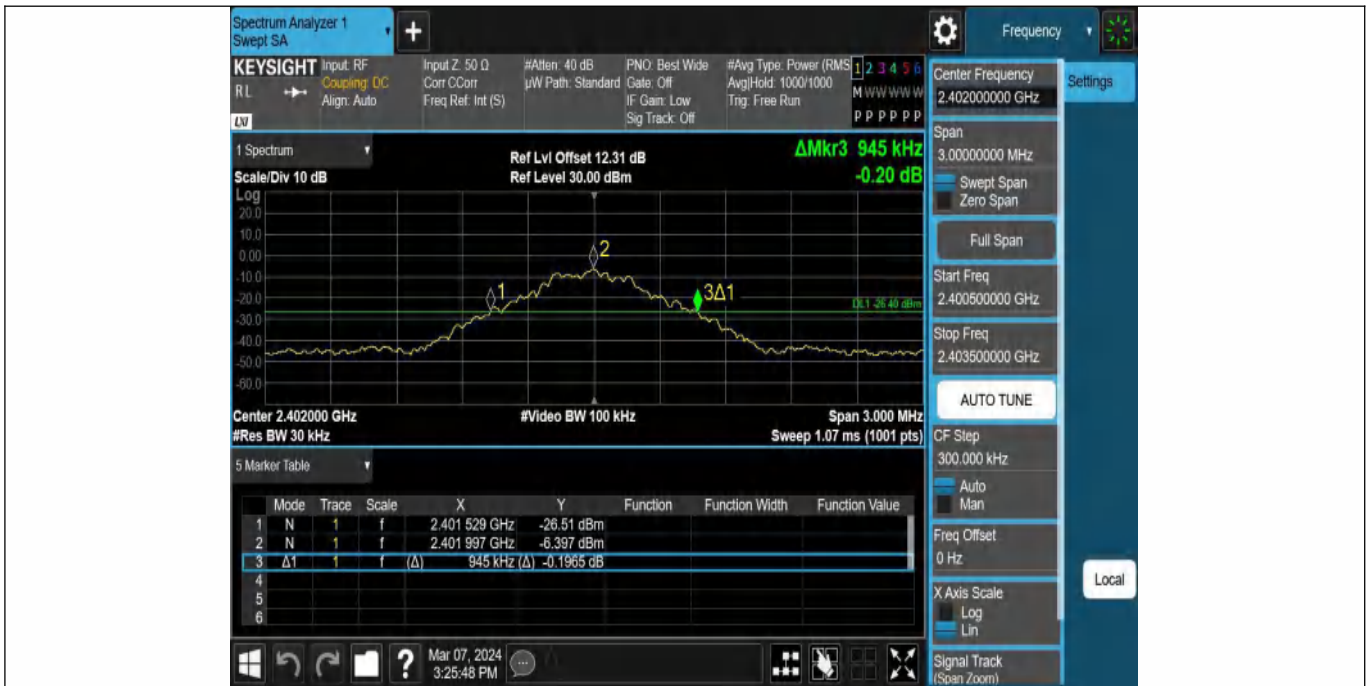 Spectrum Analyzer 1
Swept SA
Frequency
KEYSIGHT
RL
LXI
Input: RF
Coupling: DC
Align: Auto
Input Z: 50 Ω
Corr CCorr
Freq Ref: Int (S)
#Atten: 40 dB
µW Path: Standard
PNO: Best Wide
Gate: Off
IF Gain: Low
Sig Track: Off
#Avg Type: Power (RMS
Avg|Hold: 1000/1000
Trig: Free Run
1 2 3 4 5 6
M W W W W W
P P P P P P
1 Spectrum
Scale/Div 10 dB
Ref Lvl Offset 12.31 dB
Ref Level 30.00 dBm
ΔMkr3 945 kHz
-0.20 dB
Log
20.0
10.0
0.00
-10.0
-20.0
-30.0
-40.0
-50.0
-60.0
1
2
3Δ1
DL1 -26.40 dBm
Center 2.402000 GHz
#Video BW 100 kHz
Span 3.000 MHz
#Res BW 30 kHz
Sweep 1.07 ms (1001 pts)
5 Marker Table
Mode Trace Scale X Y Function Function Width Function Value
1 N 1 f 2.401 529 GHz -26.51 dBm
2 N 1 f 2.401 997 GHz -6.397 dBm
3 Δ1 1 f (Δ) 945 kHz (Δ) -0.1965 dB
4
5
6
?
Mar 07, 2024
3:25:48 PM
Center Frequency
2.402000000 GHz
Settings
Span
3.00000000 MHz
Swept Span
Zero Span
Full Span
Start Freq
2.400500000 GHz
Stop Freq
2.403500000 GHz
AUTO TUNE
CF Step
300.000 kHz
Auto
Man
Freq Offset
0 Hz
X Axis Scale
Log
Lin
Local
Signal Track
(Span Zoom)